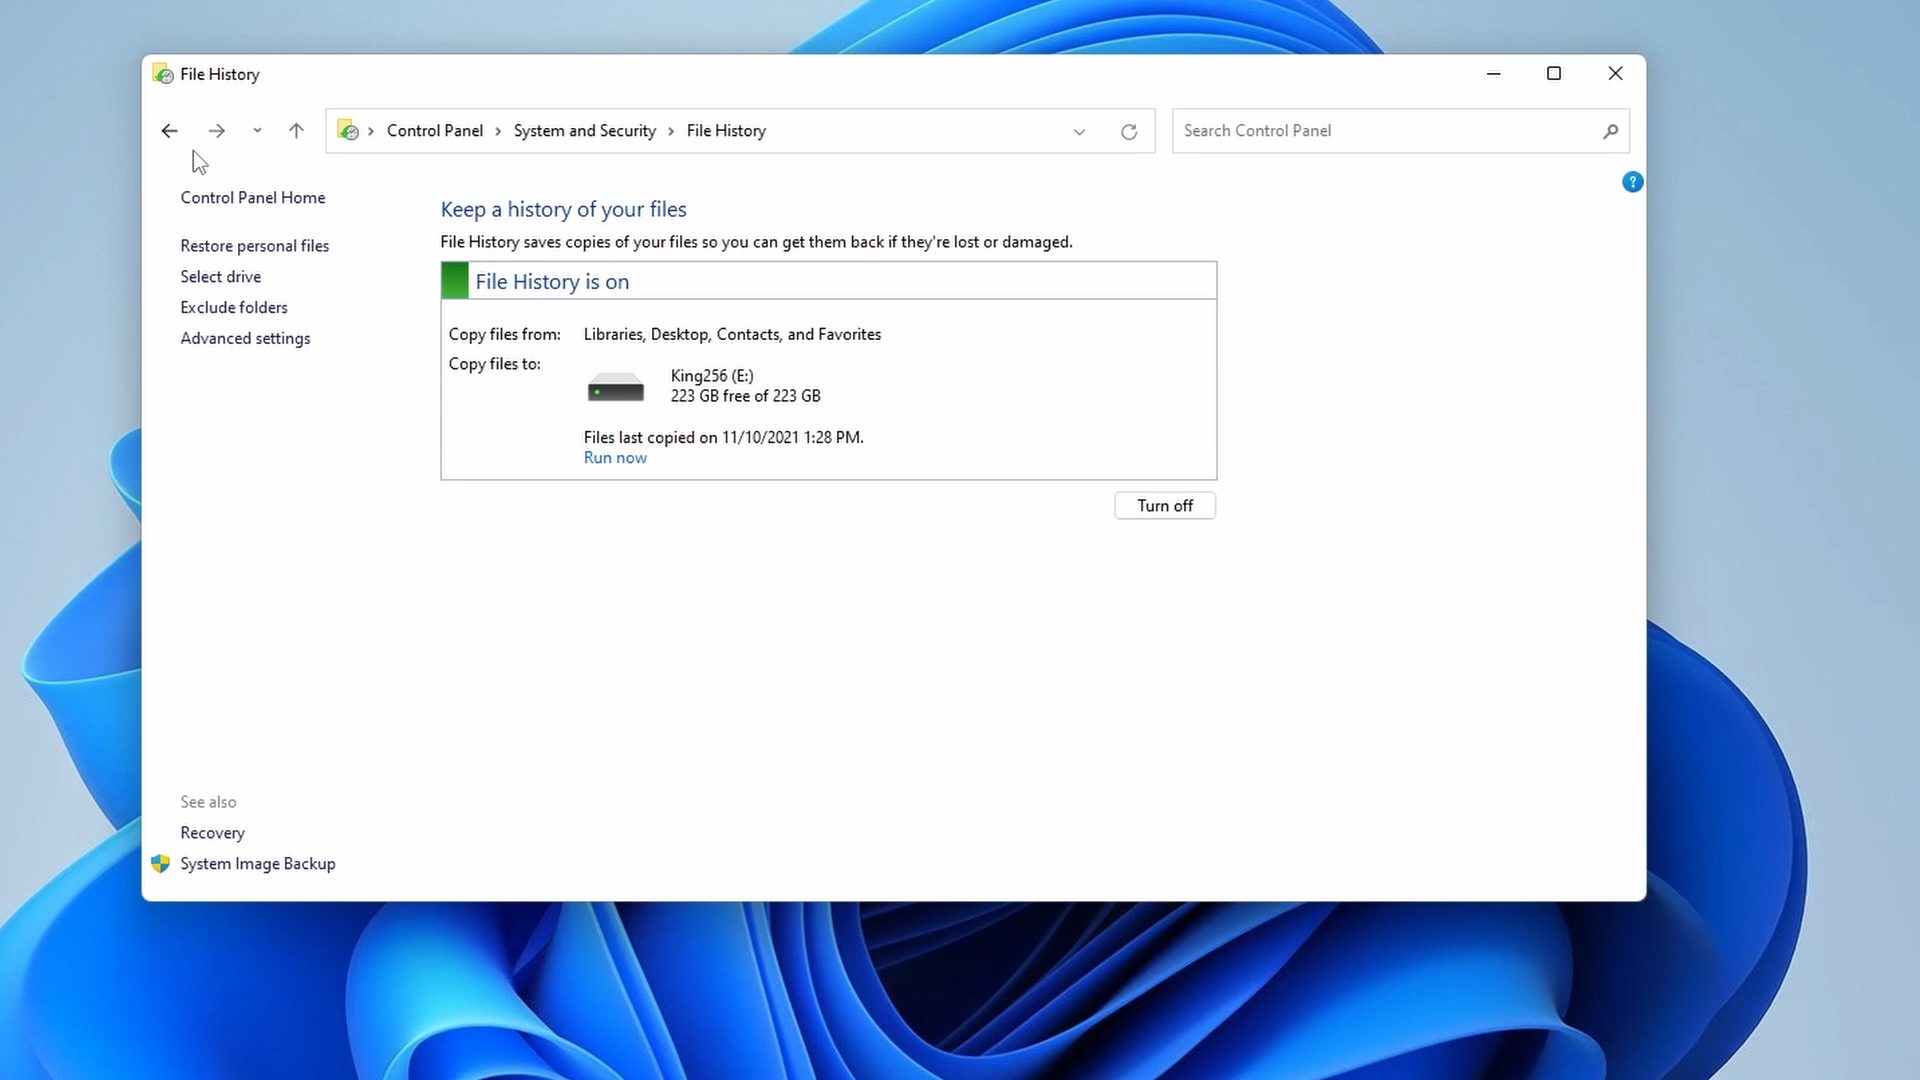 File History
Control Panel
System and Security
File History
Search Control Panel
?
Control Panel Home
Restore personal files
Select drive
Exclude folders
Advanced settings
Keep a history of your files
File History saves copies of your files so you can get them back if they're lost or damaged.
File History is on
Copy files from: Libraries, Desktop, Contacts, and Favorites
Copy files to:
King256 (E:)
223 GB free of 223 GB
Files last copied on 11/10/2021 1:28 PM.
Run now
Turn off
See also
Recovery
System Image Backup